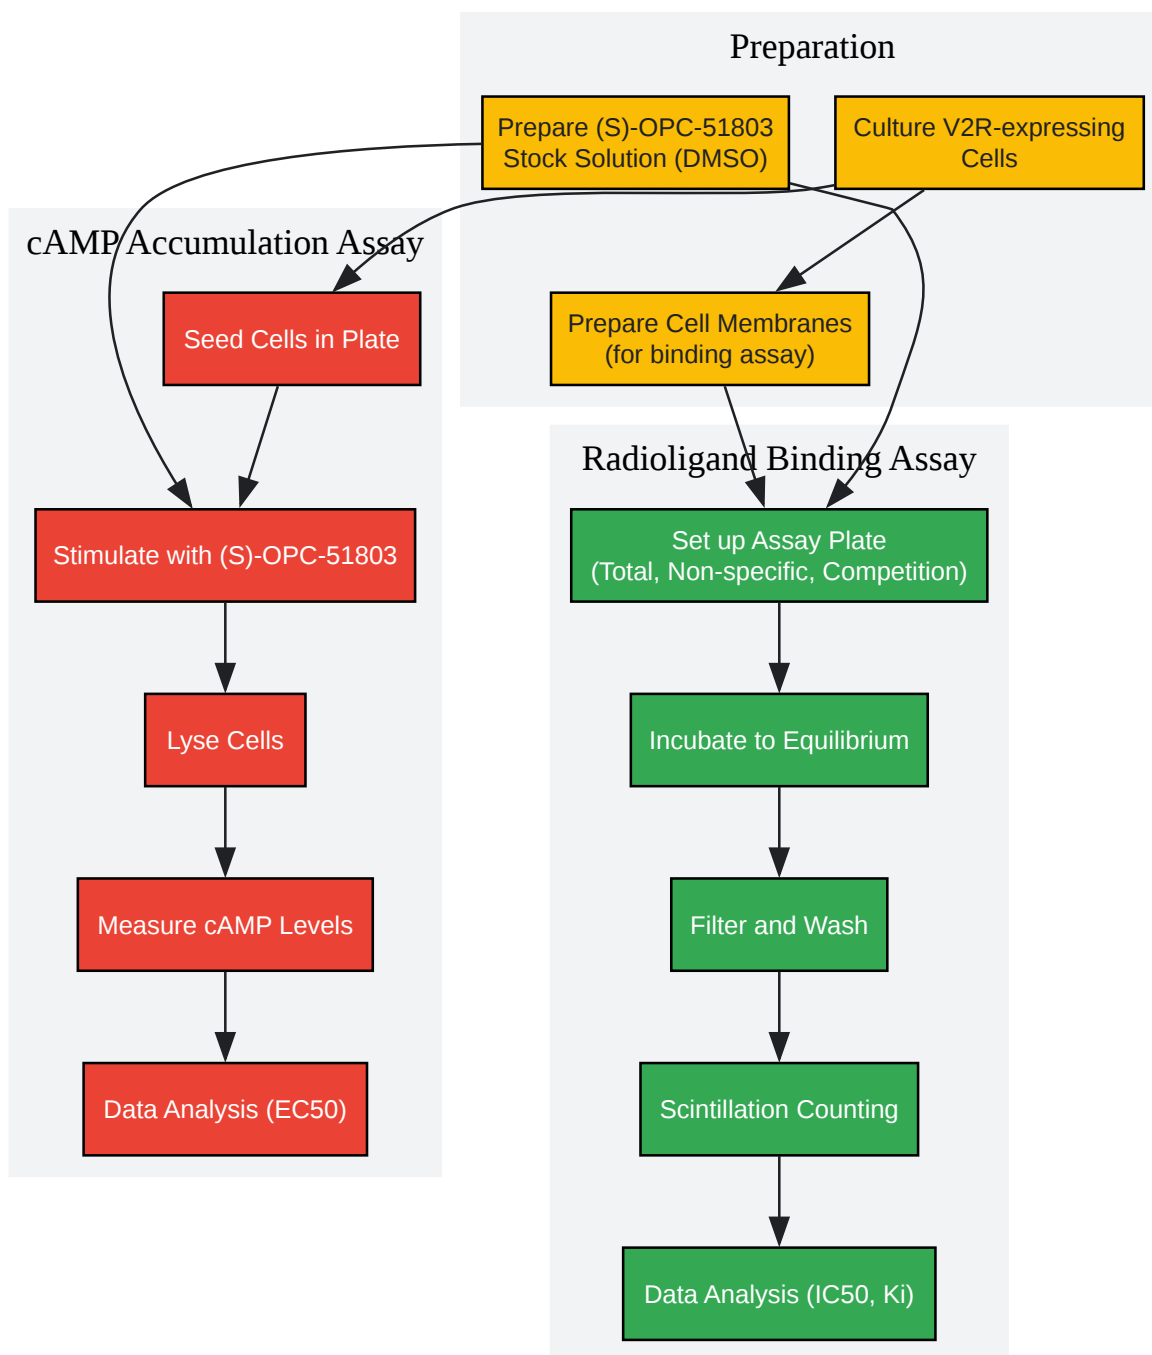 Preparation
Prepare (S)-OPC-51803
Stock Solution (DMSO)
Culture V2R-expressing
Cells
Prepare Cell Membranes
(for binding assay)
cAMP Accumulation Assay
Seed Cells in Plate
Stimulate with (S)-OPC-51803
Lyse Cells
Measure cAMP Levels
Data Analysis (EC50)
Radioligand Binding Assay
Set up Assay Plate
(Total, Non-specific, Competition)
Incubate to Equilibrium
Filter and Wash
Scintillation Counting
Data Analysis (IC50, Ki)